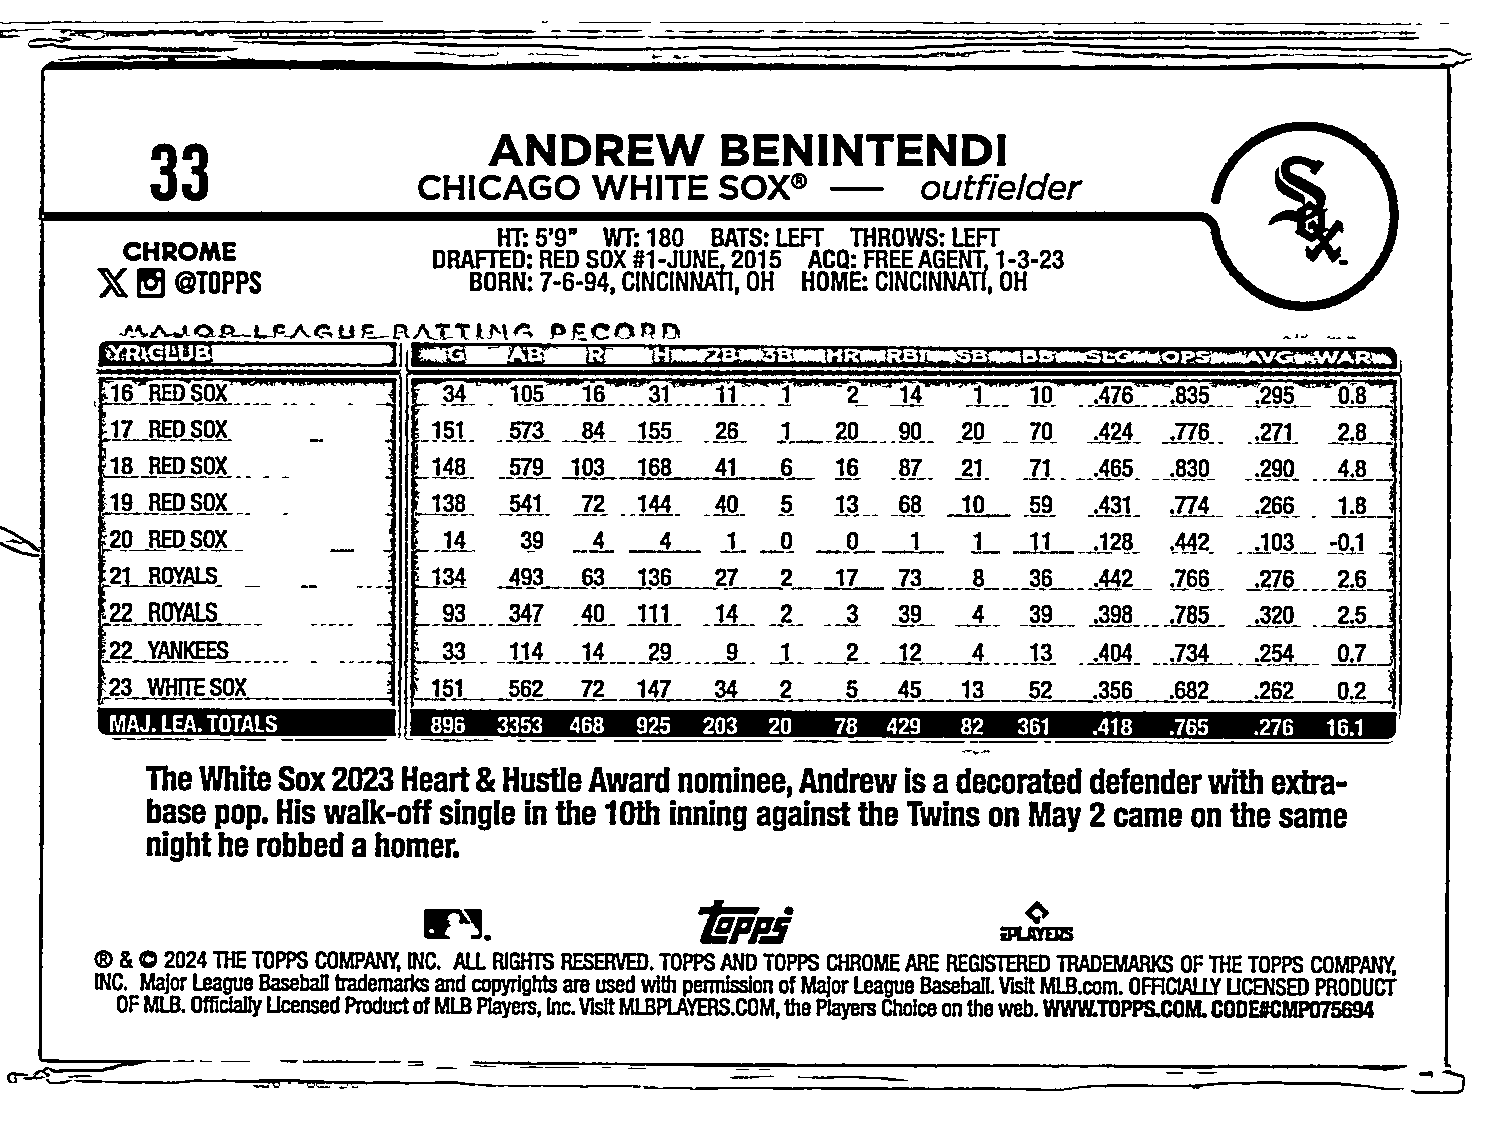 33
ANDREW BENINTENDI
CHICAGO WHITE SOX® — outfielder
Sox
CHROME
X @TOPPS
HT: 5'9" WT: 180 BATS: LEFT THROWS: LEFT
DRAFTED: RED SOX #1-JUNE, 2015 ACQ: FREE AGENT, 1-3-23
BORN: 7-6-94, CINCINNATI, OH HOME: CINCINNATI, OH
MAJOR LEAGUE BATTING RECORD
YR CLUB G AB R H 2B 3B HR RBI SB BB SLG OPS AVG WAR
16 RED SOX 34 105 16 31 11 1 2 14 1 10 .476 .835 .295 0.8
17 RED SOX 151 573 84 155 26 1 20 90 20 70 .424 .776 .271 2.8
18 RED SOX 148 579 103 168 41 6 16 87 21 71 .465 .830 .290 4.8
19 RED SOX 138 541 72 144 40 5 13 68 10 59 .431 .774 .266 1.8
20 RED SOX 14 39 4 4 1 0 0 1 1 11 .128 .442 .103 -0.1
21 ROYALS 134 493 63 136 27 2 17 73 8 36 .442 .766 .276 2.6
22 ROYALS 93 347 40 111 14 2 3 39 4 39 .398 .785 .320 2.5
22 YANKEES 33 114 14 29 9 1 2 12 4 13 .404 .734 .254 0.7
23 WHITE SOX 151 562 72 147 34 2 5 45 13 52 .356 .682 .262 0.2
MAJ. LEA. TOTALS 896 3353 468 925 203 20 78 429 82 361 .418 .765 .276 16.1
The White Sox 2023 Heart & Hustle Award nominee, Andrew is a decorated defender with extra-
base pop. His walk-off single in the 10th inning against the Twins on May 2 came on the same
night he robbed a homer.
topps
PLAYERS
® & © 2024 THE TOPPS COMPANY, INC. ALL RIGHTS RESERVED. TOPPS AND TOPPS CHROME ARE REGISTERED TRADEMARKS OF THE TOPPS COMPANY,
INC. Major League Baseball trademarks and copyrights are used with permission of Major League Baseball. Visit MLB.com. OFFICIALLY LICENSED PRODUCT
OF MLB. Officially Licensed Product of MLB Players, Inc. Visit MLBPLAYERS.COM, the Players Choice on the web. WWW.TOPPS.COM. CODE#CMP075694